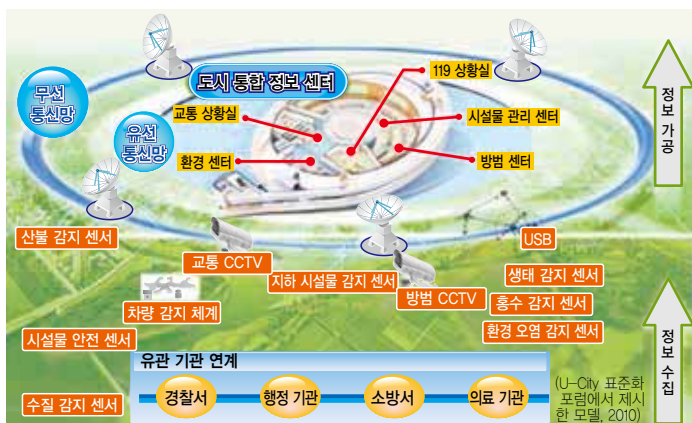 도시 통합 정보 센터
119 상황실
무선
통신망
유선
통신망
교통 상황실
시설물 관리 센터
환경 센터
방범 센터
정보 가공
산불 감지 센서
교통 CCTV
지하 시설물 감지 센서
방범 CCTV
USB
생태 감지 센서
홍수 감지 센서
환경 오염 감지 센서
차량 감지 체계
시설물 안전 센서
수질 감지 센서
정보 수집
유관 기관 연계
경찰서
행정 기관
소방서
의료 기관
(U-City 표준화
포럼에서 제시
한 모델, 2010)